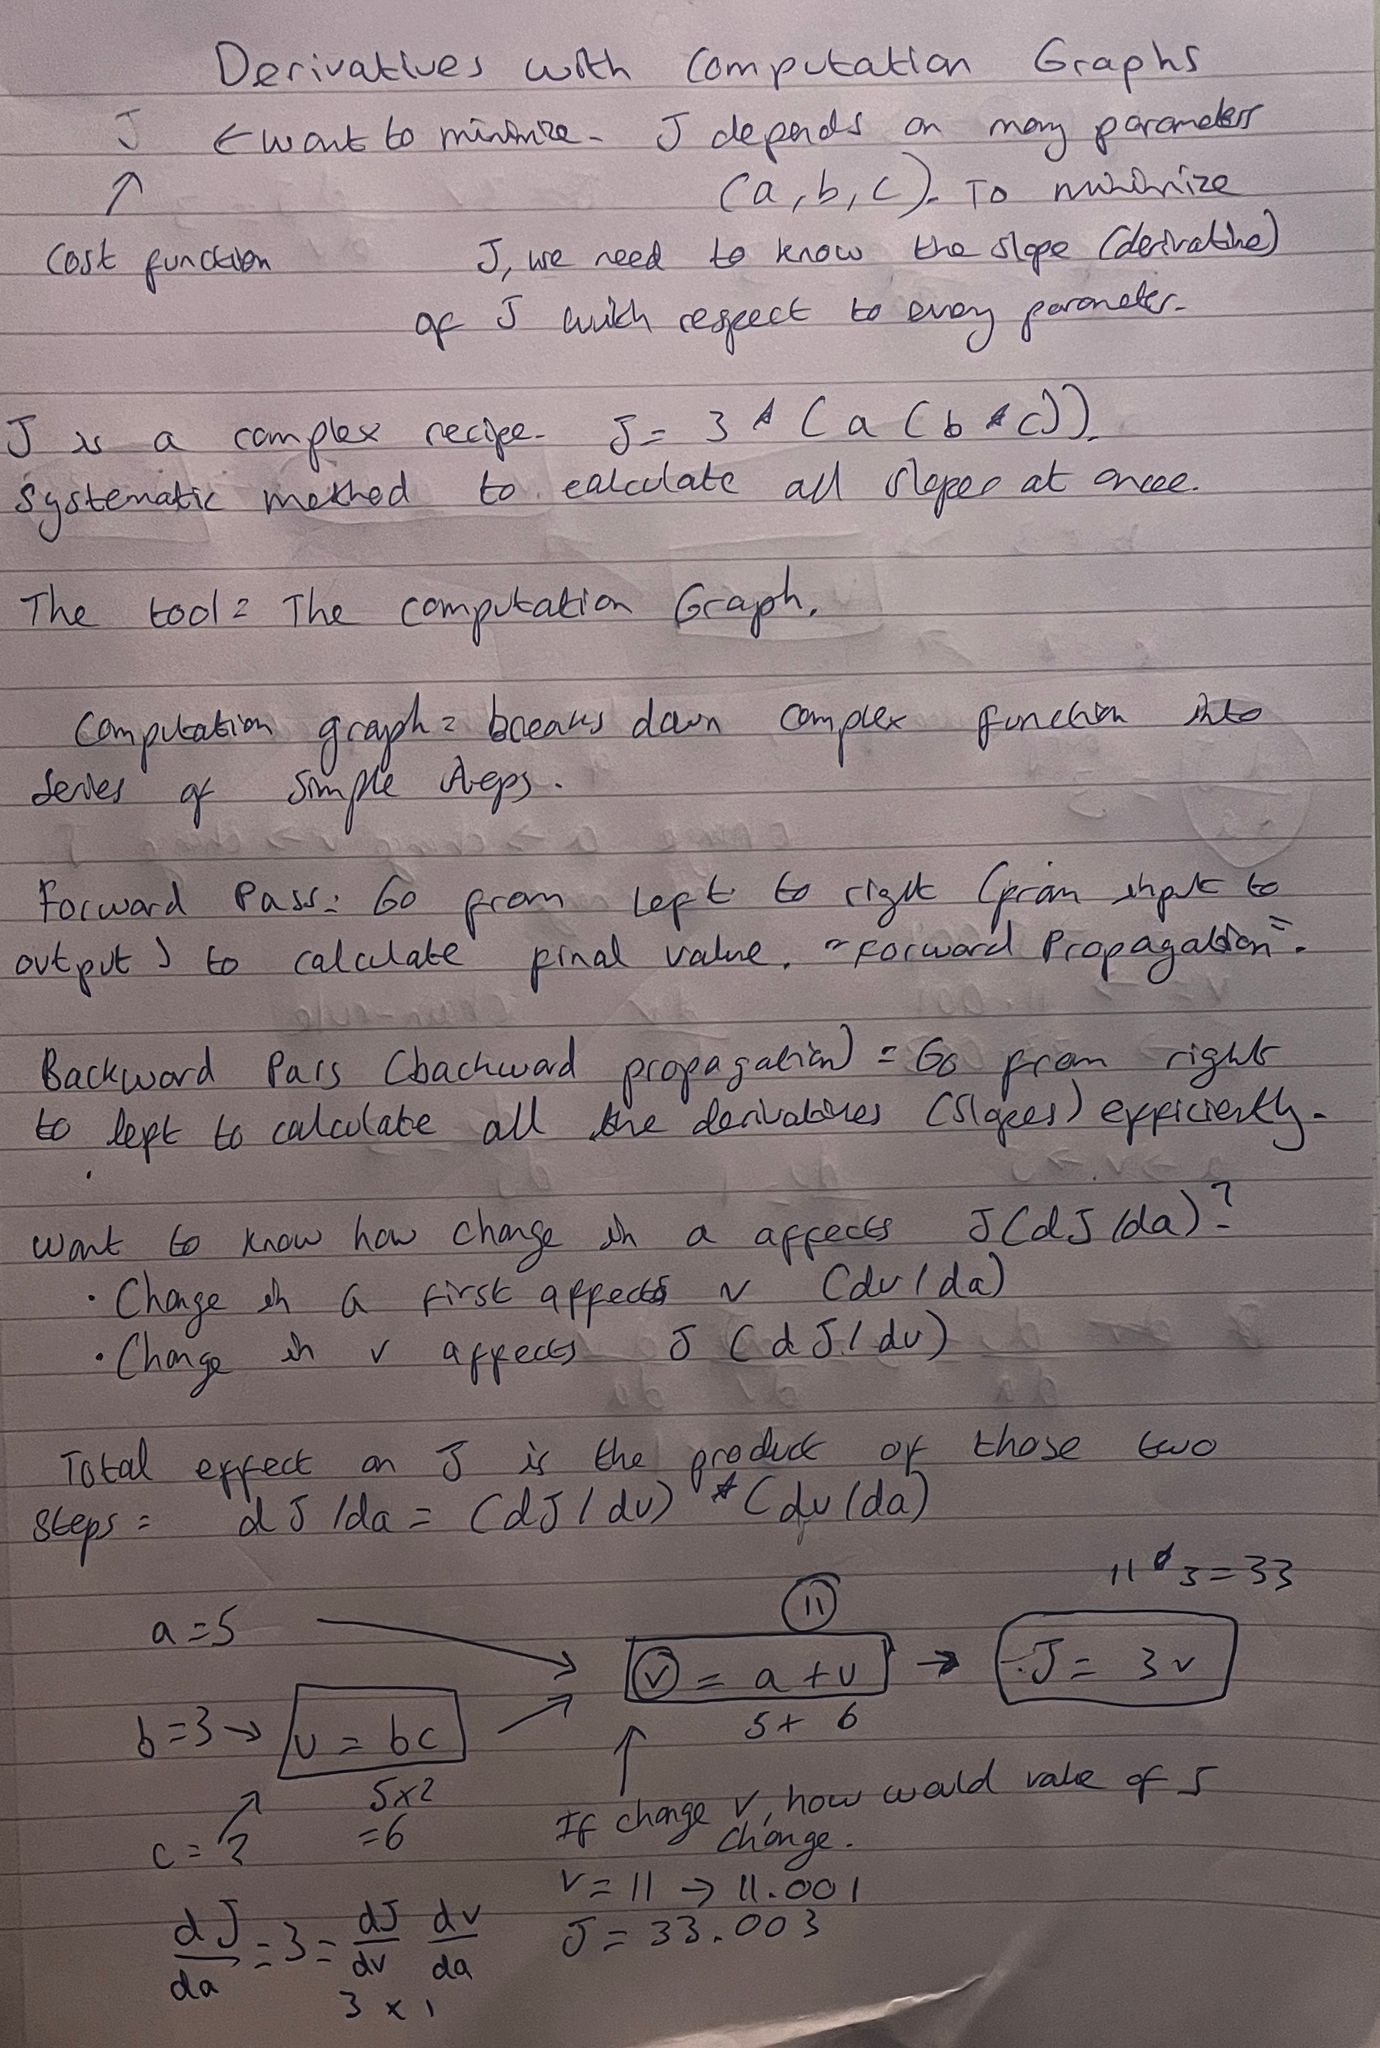 Derivatives with Computation Graphs
J ← want to minimize. J depends on many parameters
↑ (a, b, c). To minimize
Cost function J, we need to know the slope (derivative)
of J with respect to every parameter.
J is a complex recipe. J = 3 * (a (b * c)).
Systematic method to calculate all slopes at once.
The tool = The computation Graph.
Computation graph = breaks down complex function into
series of simple steps.
Forward Pass: Go from left to right (from input to
output) to calculate final value. "Forward Propagation".
Backward Pass (backward propagation) = Go from right
to left to calculate all the derivatives (slopes) efficiently.
Want to know how change in a affects J (dJ/da)?
• Change in a first affects v (dv/da)
• Change in v affects J (dJ/dv)
Total effect on J is the product of those two
steps = dJ/da = (dJ/dv) * (dv/da)
11 * 3 = 33
11
a = 5
v = a + u → J = 3v
b = 3 → u = bc
5 + 6
5 x 2
= 6
c = 2
If change v, how would value of J
change.
v = 11 → 11.001
J = 33.003
dJ/da = 3 = dJ/dv dv/da
3 x 1